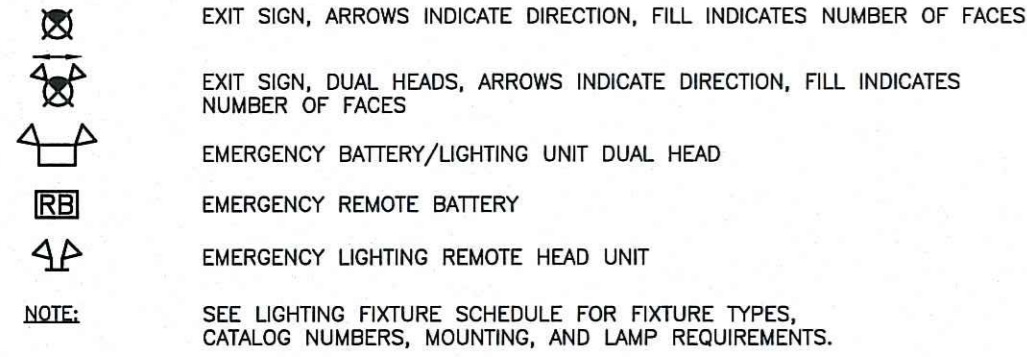 EXIT SIGN, ARROWS INDICATE DIRECTION, FILL INDICATES NUMBER OF FACES
EXIT SIGN, DUAL HEADS, ARROWS INDICATE DIRECTION, FILL INDICATES
NUMBER OF FACES
EMERGENCY BATTERY/LIGHTING UNIT DUAL HEAD
RB EMERGENCY REMOTE BATTERY
EMERGENCY LIGHTING REMOTE HEAD UNIT
NOTE: SEE LIGHTING FIXTURE SCHEDULE FOR FIXTURE TYPES,
CATALOG NUMBERS, MOUNTING, AND LAMP REQUIREMENTS.